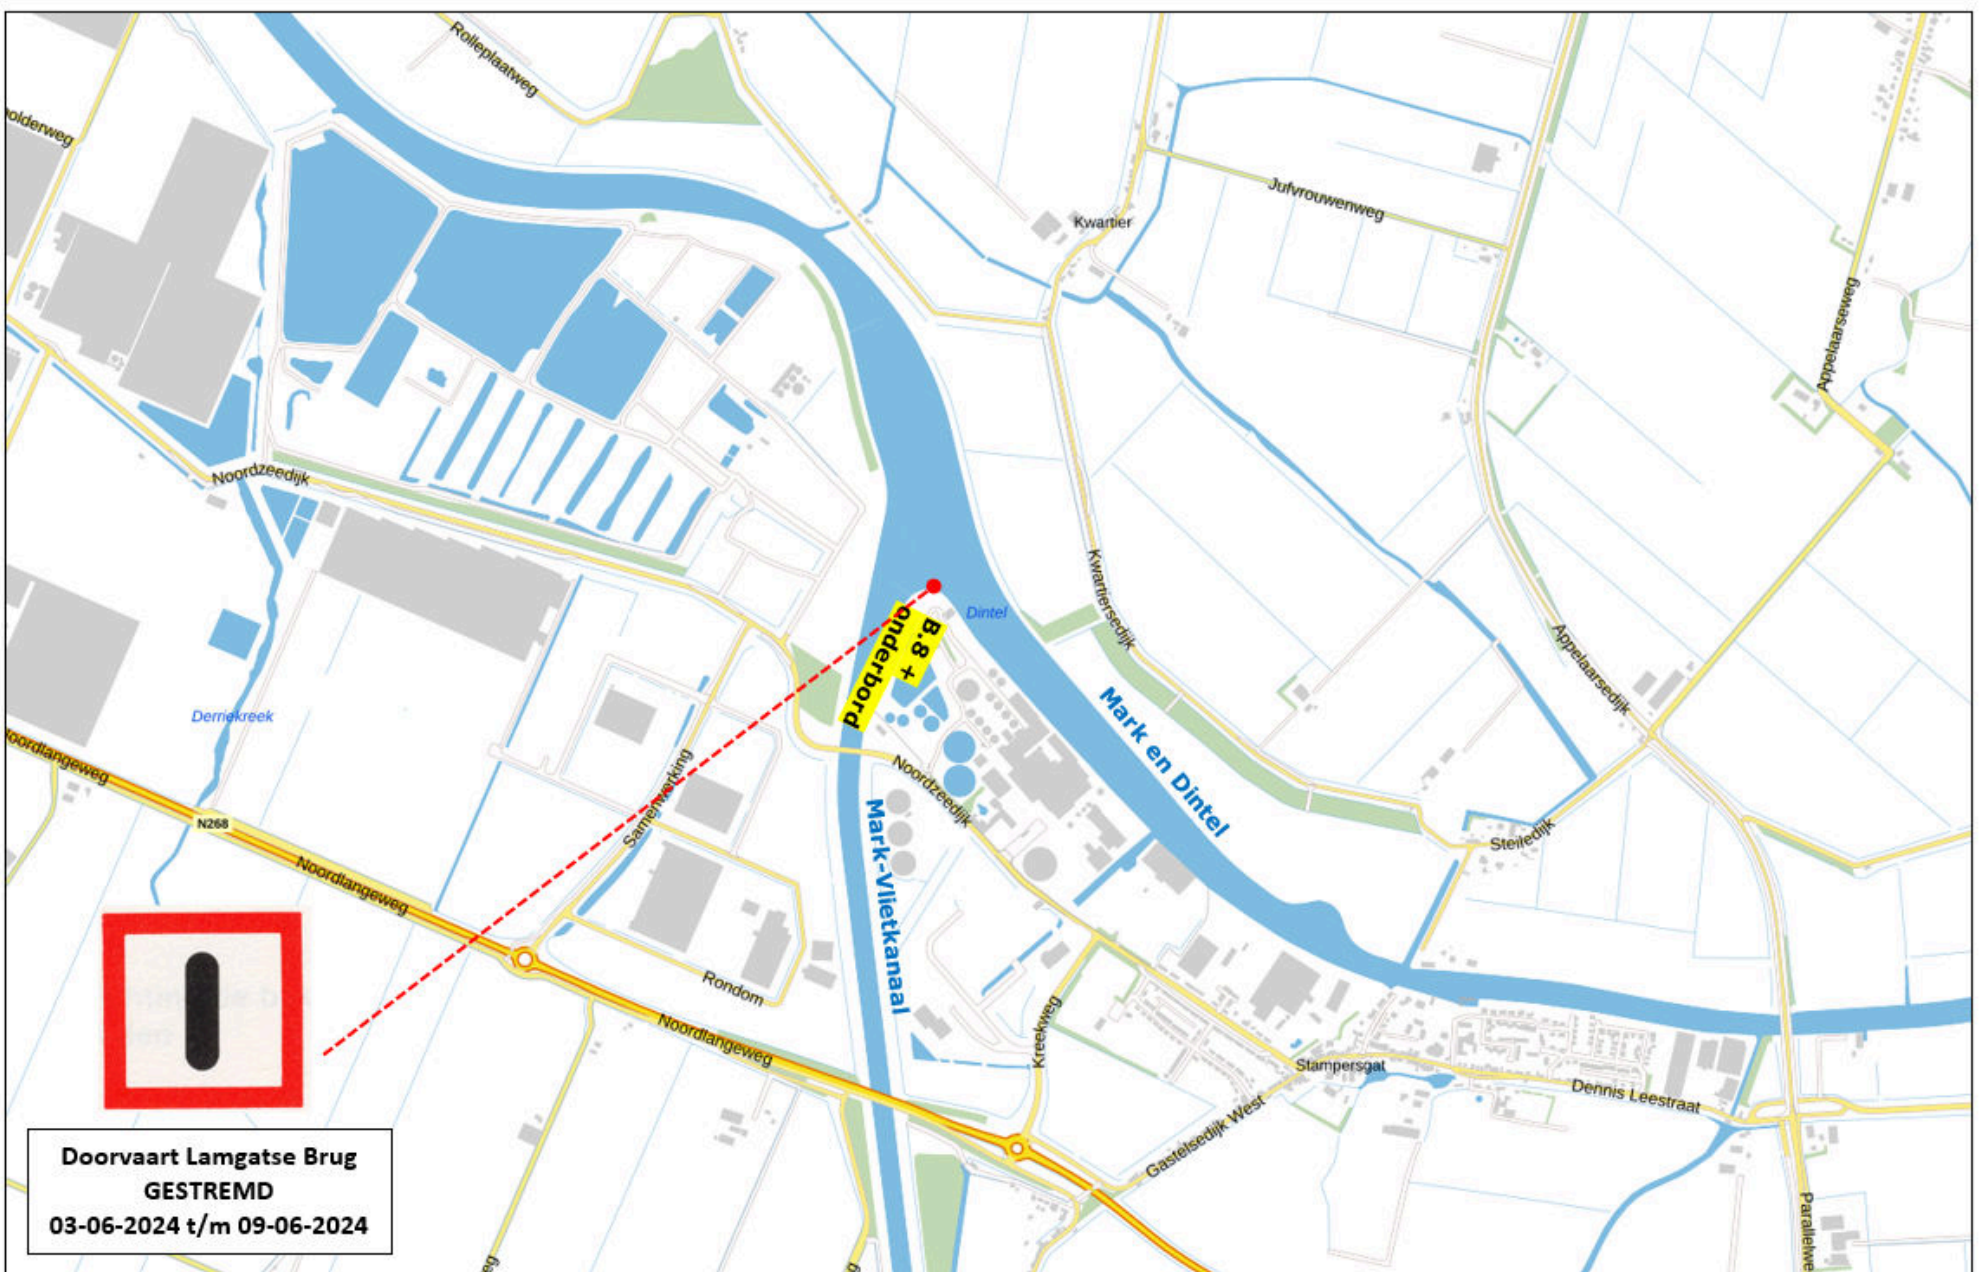 Rolleplaatweg
Kwartier
Jufvrouwenweg
Appelaarseweg
Noordzeedijk
Kwartiersedijk
Dintel
B.8 +
onderbord
Appelaarsedijk
Derriekreek
Mark en Dintel
Noordlangeweg
Samenwerking
Noordzeedijk
N268
Mark-Vlietkanaal
Steiledijk
Noordlangeweg
Rondom
Noordlangeweg
Kreekweg
Stampersgat
Dennis Leestraat
Gastelsedijk West
Doorvaart Lamgatse Brug
GESTREMD
03-06-2024 t/m 09-06-2024